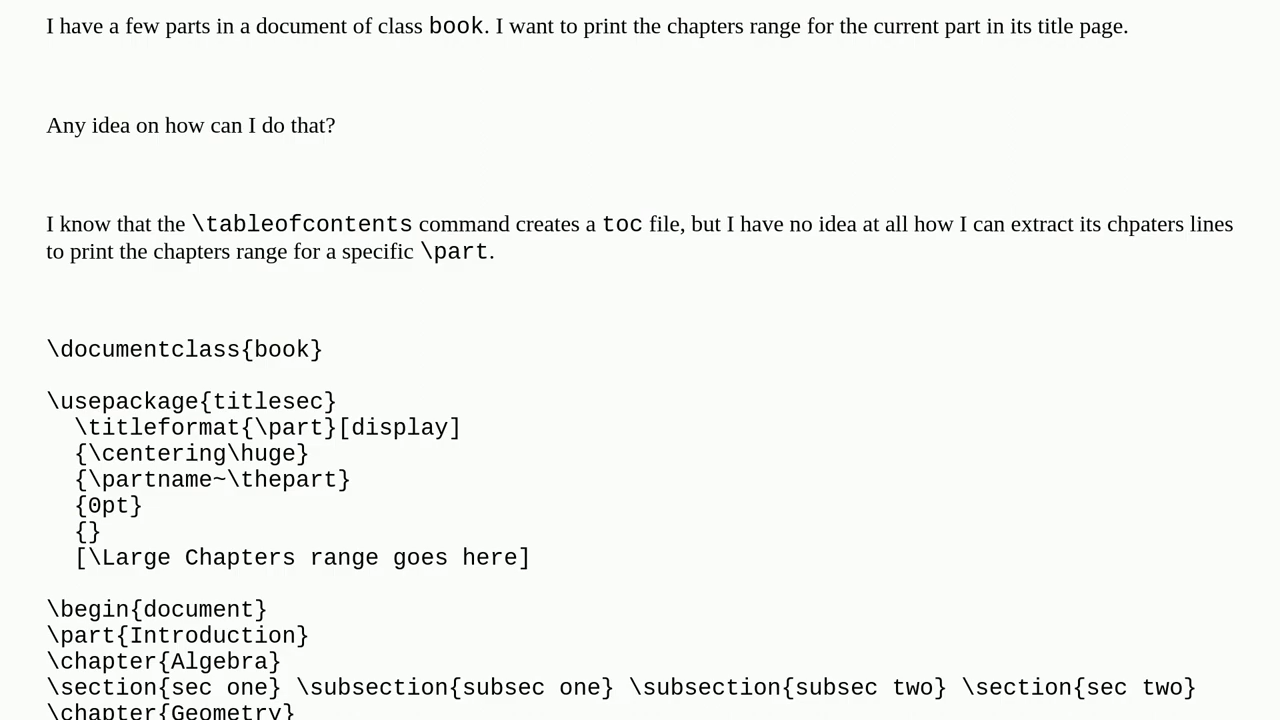 I have a few parts in a document of class book. I want to print the chapters range for the current part in its title page.
Any idea on how can I do that?
I know that the \tableofcontents command creates a toc file, but I have no idea at all how I can extract its chpaters lines
to print the chapters range for a specific \part.
\documentclass{book}
\usepackage{titlesec}
\titleformat{\part}[display]
{\centering\huge}
{\partname~\thepart}
{0pt}
{}
[\Large Chapters range goes here]
\begin{document}
\part{Introduction}
\chapter{Algebra}
\section{sec one} \subsection{subsec one} \subsection{subsec two} \section{sec two}
\chapter{Geometry}